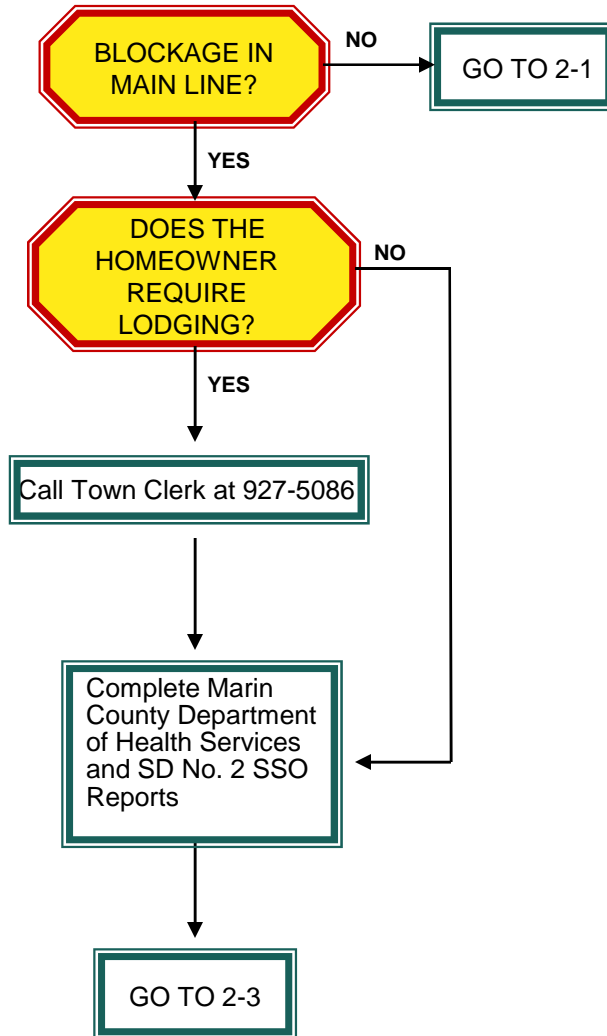 BLOCKAGE IN
MAIN LINE?
NO
GO TO 2-1
YES
DOES THE
HOMEOWNER
REQUIRE
LODGING?
NO
YES
Call Town Clerk at 927-5086
Complete Marin
County Department
of Health Services
and SD No. 2 SSO
Reports
GO TO 2-3